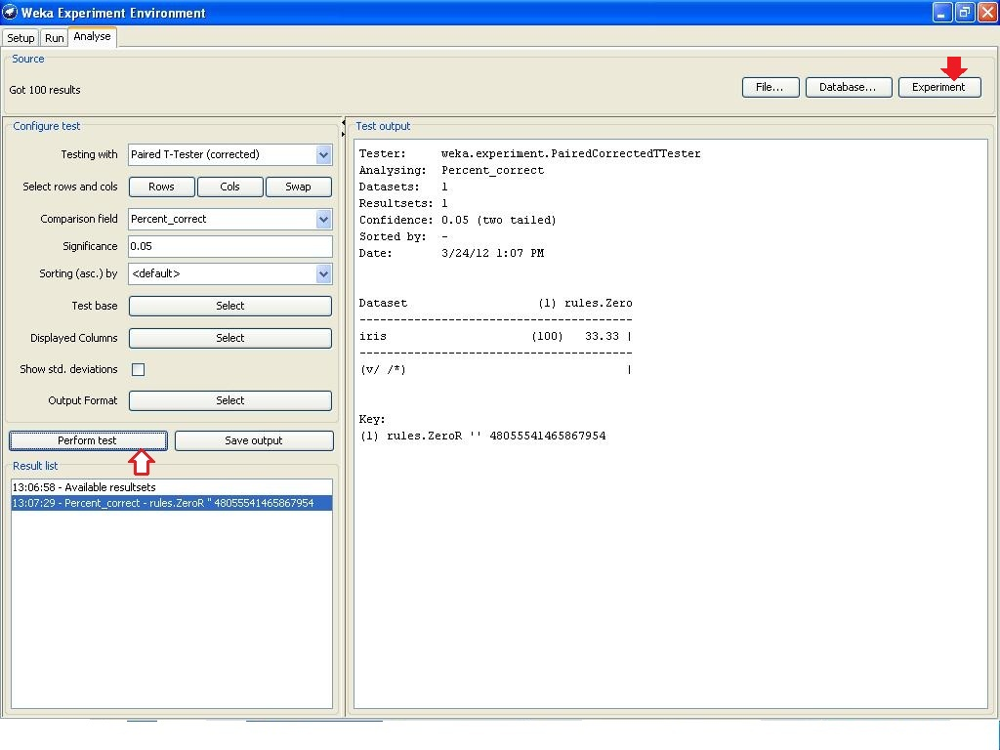 Weka Experiment Environment
Setup Run Analyse
Source
Got 100 results
File... Database... Experiment
Configure test
Testing with Paired T-Tester (corrected)
Select rows and cols Rows Cols Swap
Comparison field Percent_correct
Significance 0.05
Sorting (asc.) by <default>
Test base Select
Displayed Columns Select
Show std. deviations
Output Format Select
Perform test Save output
Result list
13:06:58 - Available resultsets
13:07:29 - Percent_correct - rules.ZeroR '' 48055541465867954
Test output
Tester: weka.experiment.PairedCorrectedTTester
Analysing: Percent_correct
Datasets: 1
Resultsets: 1
Confidence: 0.05 (two tailed)
Sorted by: -
Date: 3/24/12 1:07 PM
Dataset (1) rules.Zero
----------------------------------------
iris (100) 33.33 |
----------------------------------------
(v/ /*) |
Key:
(1) rules.ZeroR '' 48055541465867954